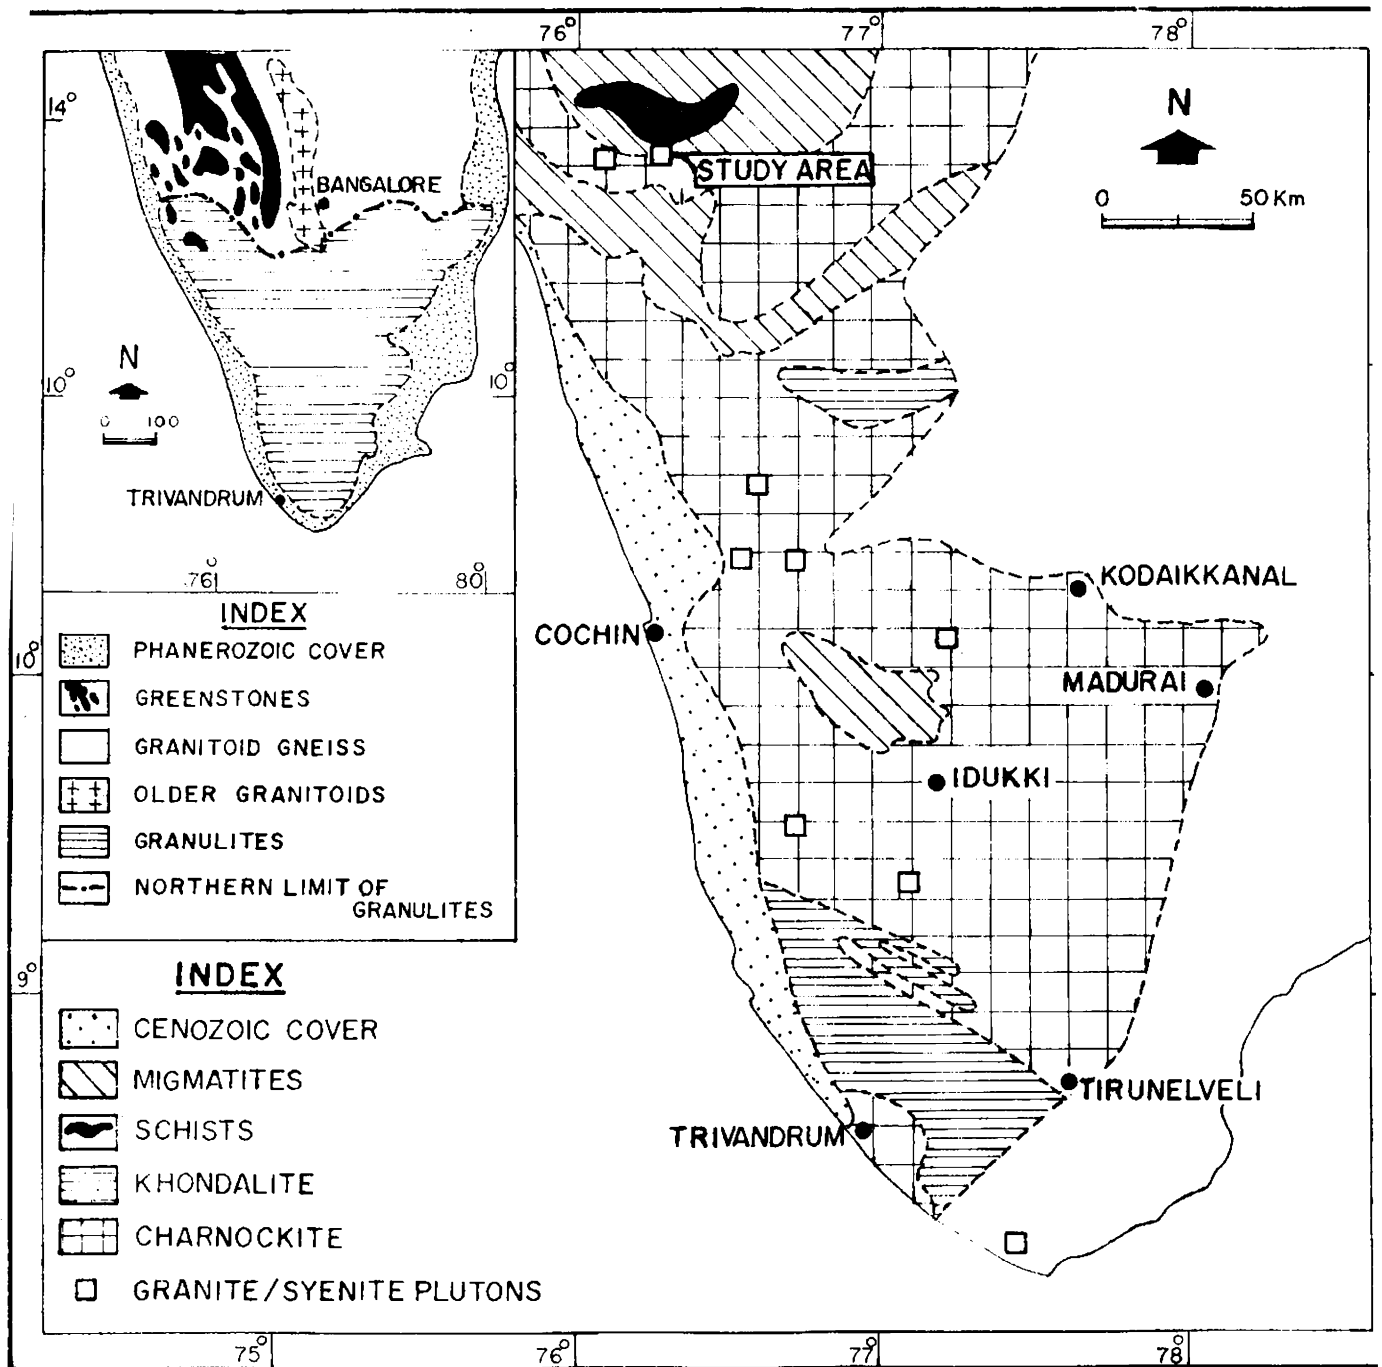 76° 77° 78°
14°
BANGALORE
N
0 100
10° 10°
TRIVANDRUM
76° 80°
INDEX
PHANEROZOIC COVER
GREENSTONES
GRANITOID GNEISS
OLDER GRANITOIDS
GRANULITES
NORTHERN LIMIT OF
GRANULITES
N
0 50 Km
STUDY AREA
KODAIKKANAL
COCHIN
10°
MADURAI
IDUKKI
9°
TIRUNELVELI
TRIVANDRUM
INDEX
CENOZOIC COVER
MIGMATITES
SCHISTS
KHONDALITE
CHARNOCKITE
GRANITE/SYENITE PLUTONS
75° 76° 77° 78°